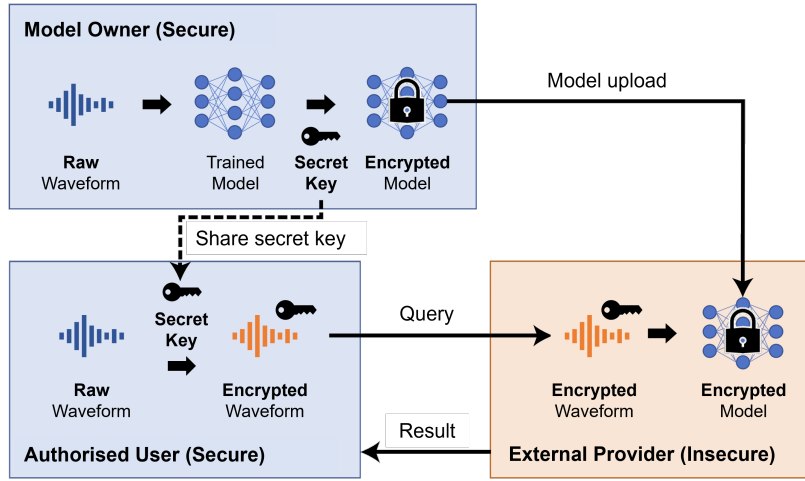 Model Owner (Secure)
Model upload
Raw
Waveform
Trained
Model
Secret
Key
Encrypted
Model
Share secret key
Secret
Key
Raw
Waveform
Encrypted
Waveform
Query
Encrypted
Waveform
Encrypted
Model
Result
Authorised User (Secure)
External Provider (Insecure)